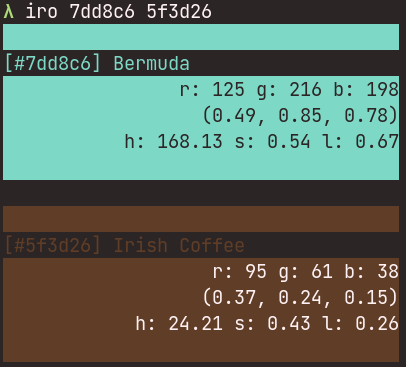 λ iro 7dd8c6 5f3d26
[#7dd8c6] Bermuda
r: 125 g: 216 b: 198
(0.49, 0.85, 0.78)
h: 168.13 s: 0.54 l: 0.67
[#5f3d26] Irish Coffee
r: 95 g: 61 b: 38
(0.37, 0.24, 0.15)
h: 24.21 s: 0.43 l: 0.26